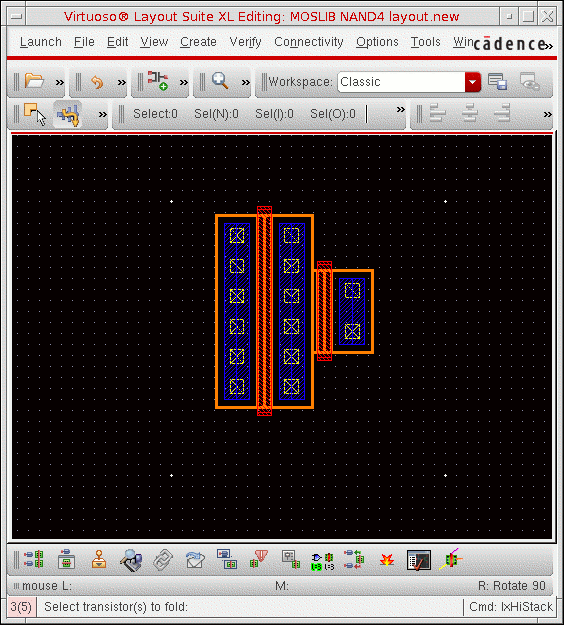 Virtuoso® Layout Suite XL Editing: MOSLIB NAND4 layout.new
Launch File Edit View Create Verify Connectivity Options Tools Win cādence »
» » » » Workspace: Classic
» Select:0 Sel(N):0 Sel(I):0 Sel(O):0 » »
mouse L: M: R: Rotate 90
3(5) Select transistor(s) to fold: Cmd: lxHiStack